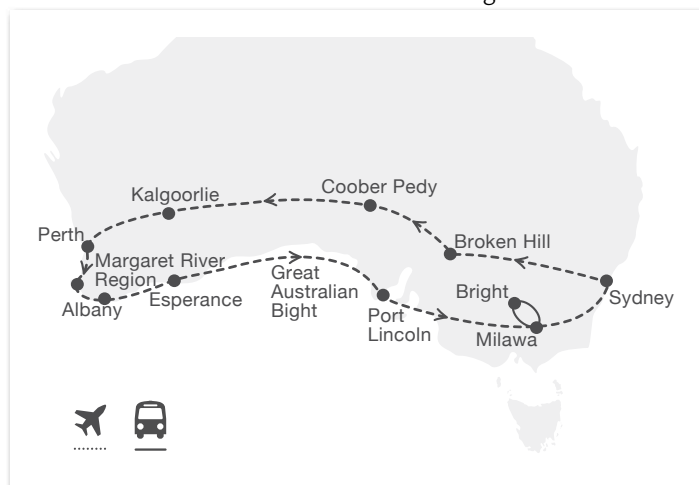 Coober Pedy
Kalgoorlie
Perth
Broken Hill
Margaret River
Region
Great
Australian
Bight
Esperance
Albany
Bright
Sydney
Port
Lincoln
Milawa